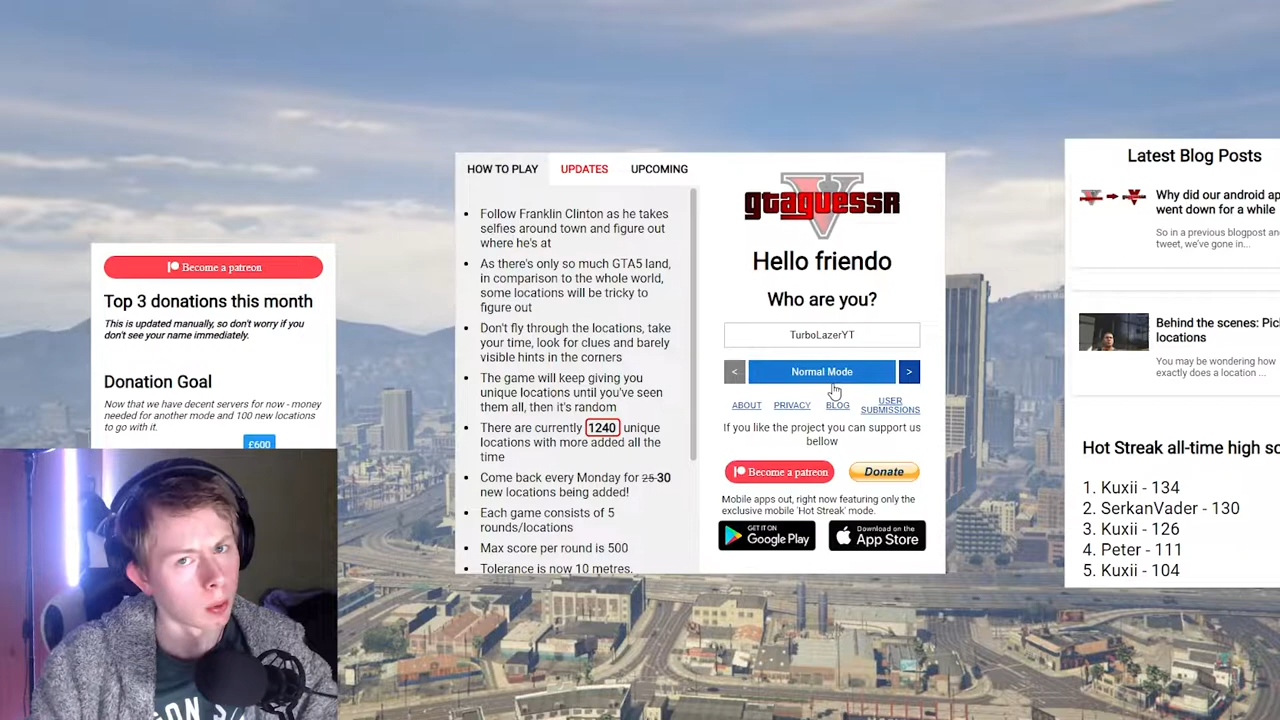 Become a patreon
Top 3 donations this month
This is updated manually, so don't worry if you
don't see your name immediately.
Donation Goal
Now that we have decent servers for now - money
needed for another mode and 100 new locations
to go with it.
£600
HOW TO PLAY
UPDATES
UPCOMING
Follow Franklin Clinton as he takes
selfies around town and figure out
where he's at
As there's only so much GTA5 land,
in comparison to the whole world,
some locations will be tricky to
figure out
Don't fly through the locations, take
your time, look for clues and barely
visible hints in the corners
The game will keep giving you
unique locations until you've seen
them all, then it's random
There are currently 1240 unique
locations with more added all the
time
Come back every Monday for 25 30
new locations being added!
Each game consists of 5
rounds/locations
Max score per round is 500
Tolerance is now 10 metres.
V
gtaguessR
Hello friendo
Who are you?
TurboLazerYT
<
Normal Mode
>
ABOUT
PRIVACY
BLOG
USER
SUBMISSIONS
If you like the project you can support us
bellow
Become a patreon
Donate
Mobile apps out, right now featuring only the
exclusive mobile 'Hot Streak' mode.
GET IT ON
Google Play
Download on the
App Store
Latest Blog Posts
Why did our android ap
went down for a while
So in a previous blogpost and
tweet, we've gone in...
Behind the scenes: Pic
locations
You may be wondering how
exactly does a location ...
Hot Streak all-time high sc
1. Kuxii - 134
2. SerkanVader - 130
3. Kuxii - 126
4. Peter - 111
5. Kuxii - 104